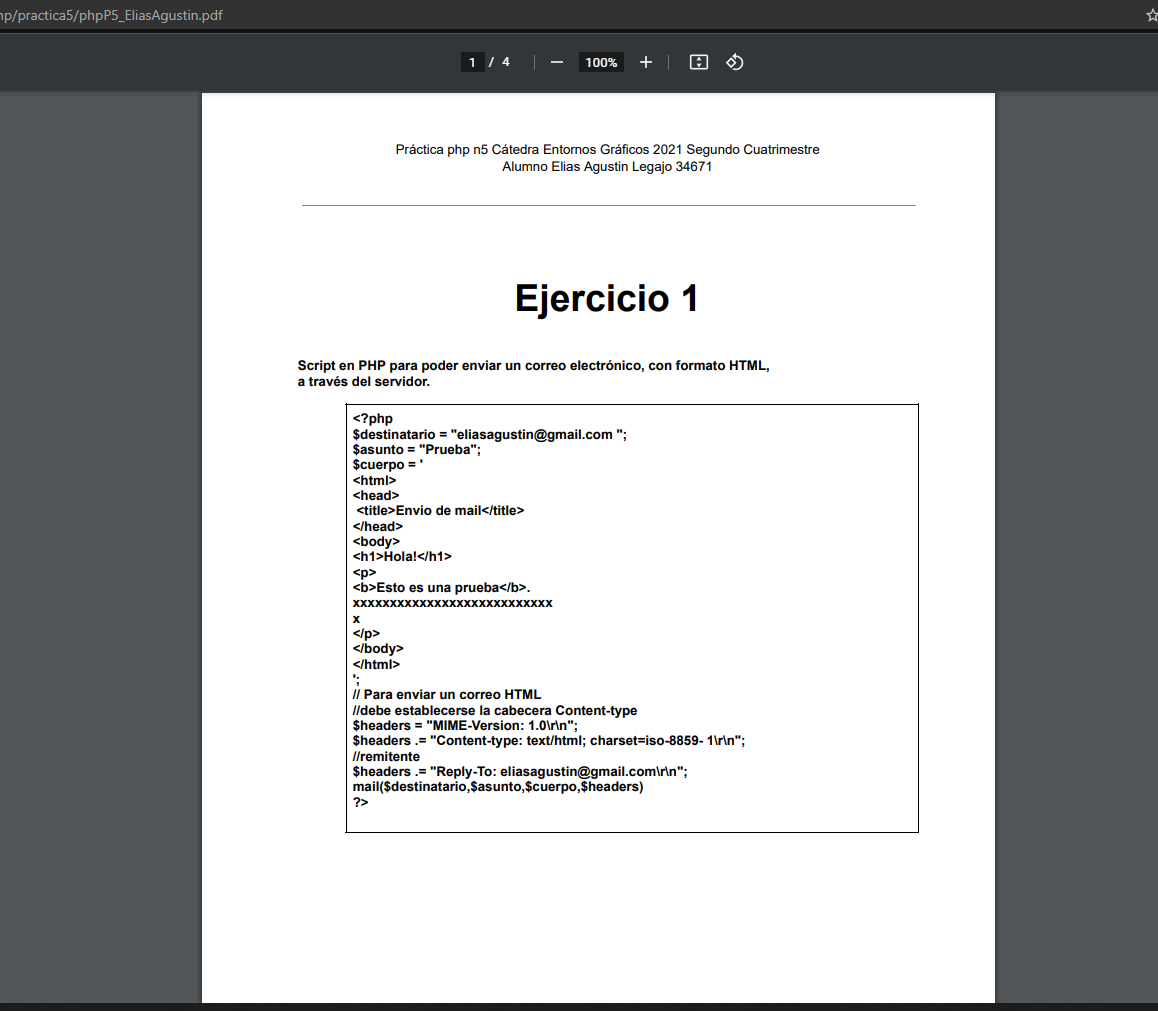 np/practica5/phpP5_EliasAgustin.pdf
1 / 4 100%
Práctica php n5 Cátedra Entornos Gráficos 2021 Segundo Cuatrimestre
Alumno Elias Agustin Legajo 34671
Ejercicio 1
Script en PHP para poder enviar un correo electrónico, con formato HTML,
a través del servidor.
<?php
$destinatario = "eliasagustin@gmail.com ";
$asunto = "Prueba";
$cuerpo = '
<html>
<head>
 <title>Envio de mail</title>
</head>
<body>
<h1>Hola!</h1>
<p>
<b>Esto es una prueba</b>.
xxxxxxxxxxxxxxxxxxxxxxxxxxx
x
</p>
</body>
</html>
';
// Para enviar un correo HTML
//debe establecerse la cabecera Content-type
$headers = "MIME-Version: 1.0\r\n";
$headers .= "Content-type: text/html; charset=iso-8859- 1\r\n";
//remitente
$headers .= "Reply-To: eliasagustin@gmail.com\r\n";
mail($destinatario,$asunto,$cuerpo,$headers)
?>